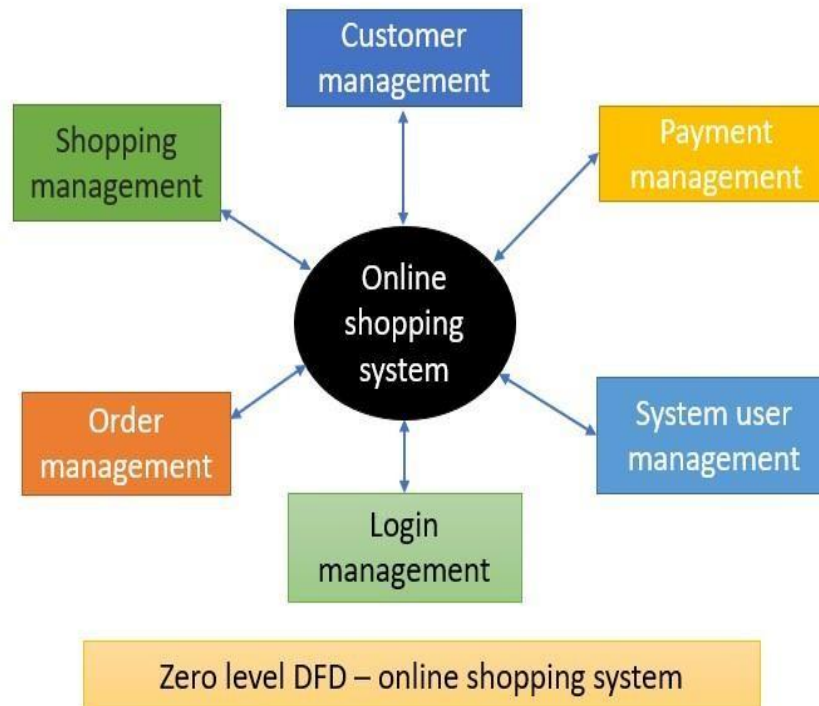 Customer
management
Shopping
management
Payment
management
Online
shopping
system
Order
management
System user
management
Login
management
Zero level DFD – online shopping system